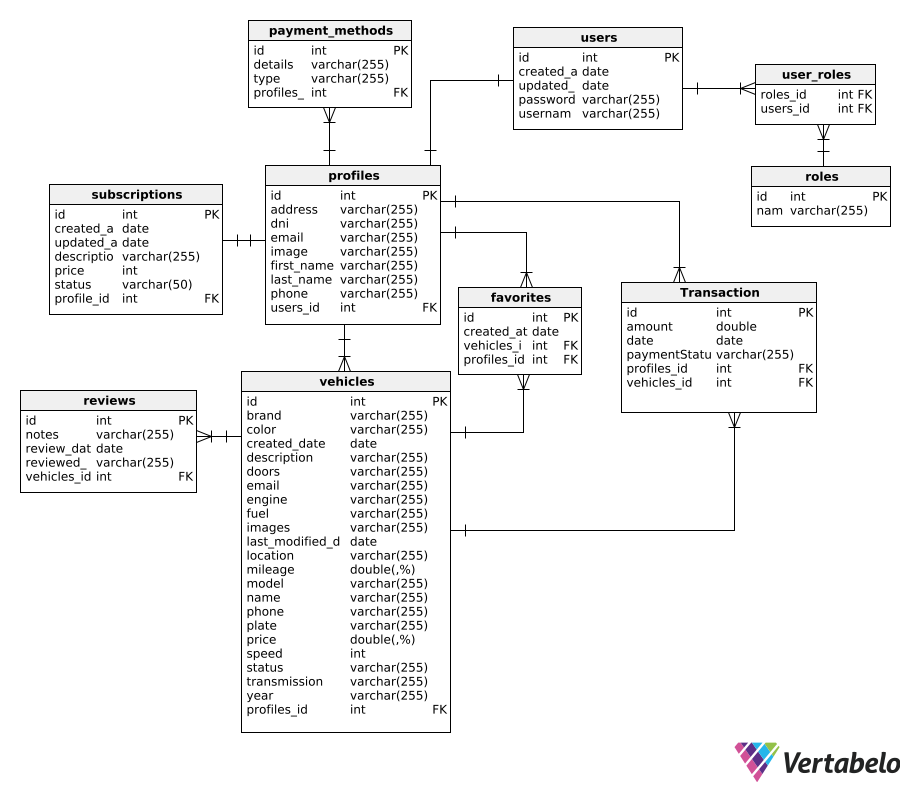 payment_methods
id int PK
details varchar(255)
type varchar(255)
profiles_ int FK
users
id int PK
created_a date
updated_ date
password varchar(255)
usernam varchar(255)
user_roles
roles_id int FK
users_id int FK
roles
id int PK
nam varchar(255)
profiles
id int PK
address varchar(255)
dni varchar(255)
email varchar(255)
image varchar(255)
first_name varchar(255)
last_name varchar(255)
phone varchar(255)
users_id int FK
subscriptions
id int PK
created_a date
updated_a date
descriptio varchar(255)
price int
status varchar(50)
profile_id int FK
favorites
id int PK
created_at date
vehicles_i int FK
profiles_id int FK
Transaction
id int PK
amount double
date date
paymentStatu varchar(255)
profiles_id int FK
vehicles_id int FK
reviews
id int PK
notes varchar(255)
review_dat date
reviewed_ varchar(255)
vehicles_id int FK
vehicles
id int PK
brand varchar(255)
color varchar(255)
created_date date
description varchar(255)
doors varchar(255)
email varchar(255)
engine varchar(255)
fuel varchar(255)
images varchar(255)
last_modified_d date
location varchar(255)
mileage double(,%)
model varchar(255)
name varchar(255)
phone varchar(255)
plate varchar(255)
price double(,%)
speed int
status varchar(255)
transmission varchar(255)
year varchar(255)
profiles_id int FK
Vertabelo